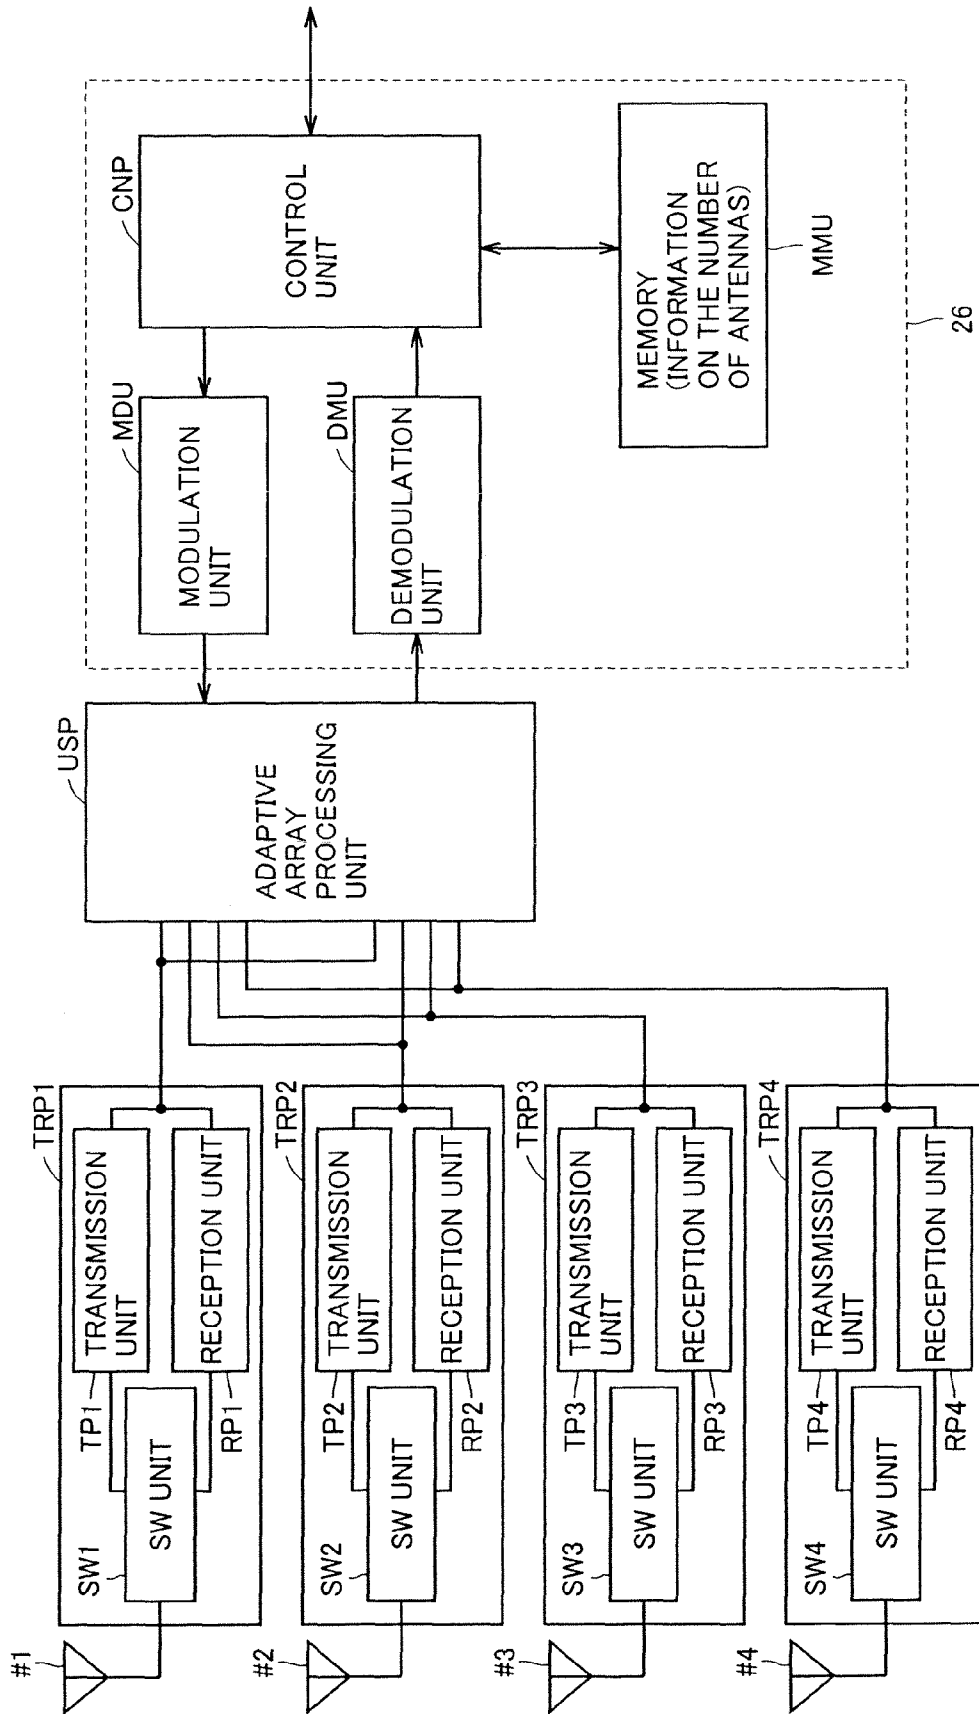 #1
SW1
SW UNIT
TP1
RP1
TRANSMISSION
UNIT
RECEPTION UNIT
TRP1
#2
SW2
SW UNIT
TP2
RP2
TRANSMISSION
UNIT
RECEPTION UNIT
TRP2
#3
SW3
SW UNIT
TP3
RP3
TRANSMISSION
UNIT
RECEPTION UNIT
TRP3
#4
SW4
SW UNIT
TP4
RP4
TRANSMISSION
UNIT
RECEPTION UNIT
TRP4
USP
ADAPTIVE
ARRAY
PROCESSING
UNIT
MDU
MODULATION
UNIT
DMU
DEMODULATION
UNIT
CNP
CONTROL
UNIT
MEMORY
(INFORMATION
ON THE NUMBER
OF ANTENNAS)
MMU
26